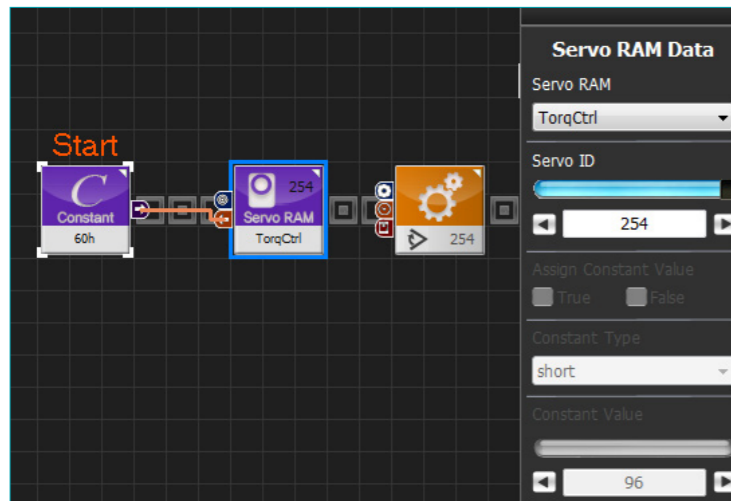 Start
Constant
60h
254
Servo RAM
TorqCtrl
254
Servo RAM Data
Servo RAM
TorqCtrl
Servo ID
254
Assign Constant Value
True False
Constant Type
short
Constant Value
96